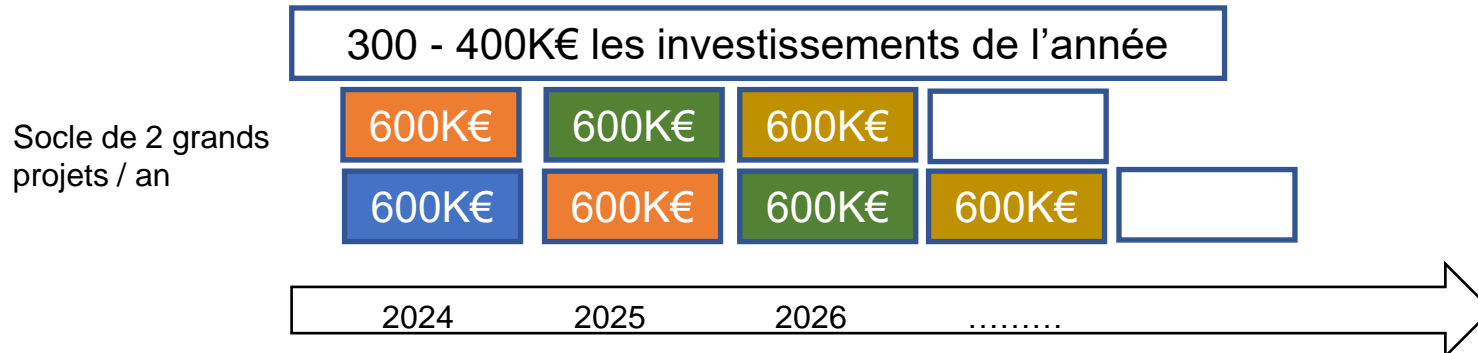 300 - 400K€ les investissements de l’année
Socle de 2 grands
projets / an
600K€ 600K€ 600K€
600K€ 600K€ 600K€ 600K€
2024 2025 2026 ………